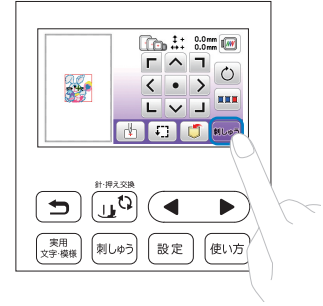 0.0mm
0.0mm
刺しゅう
針・押え交換
実用
文字・模様
刺しゅう
設定
使い方